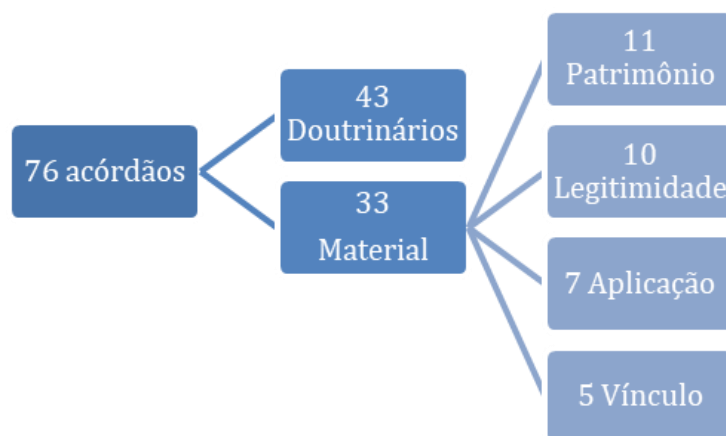 76 acórdãos
43
Doutrinários
33
Material
11
Patrimônio
10
Legitimidade
7 Aplicação
5 Vínculo